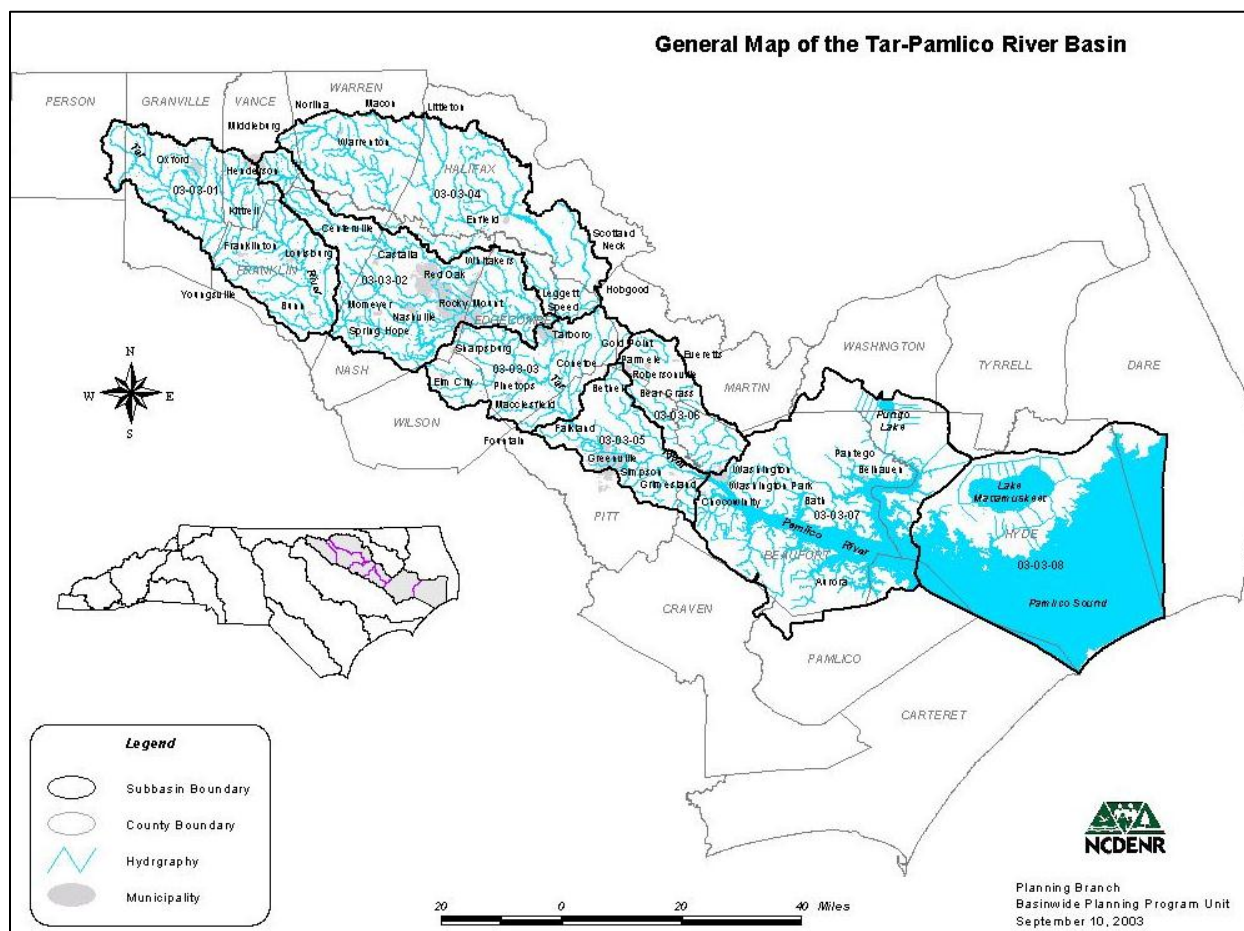 General Map of the Tar-Pamlico River Basin
PERSON
GRANVILLE
VANCE
WARREN
Norlina
Macon
Littleton
Middleburg
Warrenton
Tar
Oxford
Henderson
HALIFAX
03-03-01
03-03-04
Kittrell
Enfield
Centerville
Scotland
Neck
Franklinton
Louisburg
Castalia
Whittakers
FRANKLIN
River
03-03-02
Red Oak
Leggett
Hobgood
Youngsville
Bunn
Momeyer
Rocky Mount
Speed
Nashville
EDGECOMBE
Spring Hope
Tarboro
Gold Point
Sharpsburg
Conetoe
Parmele
Everetts
WASHINGTON
TYRRELL
DARE
NASH
03-03-03
Robersonville
MARTIN
Elm City
Pinetops
Tar
Bethel
Bear Grass
Macclesfield
03-03-06
Pungo
Lake
WILSON
Falkland
Fountain
03-03-05
Pantego
Greenville
River
Washington
Belhaven
Simpson
Washington Park
Lake
Mattamuskeet
Grimesland
Chocowinity
Bath
PITT
03-03-07
HYDE
Pamlico River
BEAUFORT
03-03-08
Aurora
Pamlico Sound
CRAVEN
PAMLICO
CARTERET
N
W
E
S
Legend
Subbasin Boundary
County Boundary
Hydrgraphy
Municipality
20 0 20 40 Miles
NCDENR
Planning Branch
Basinwide Planning Program Unit
September 10, 2003